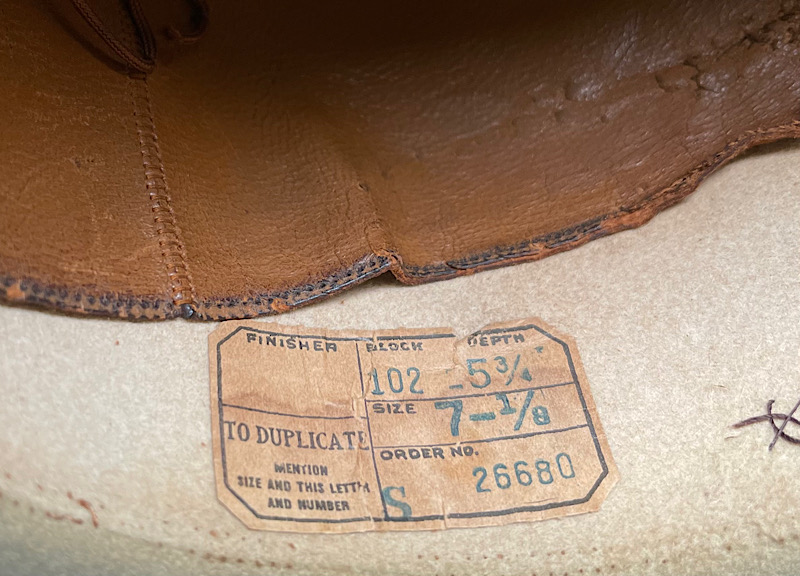 FINISHER
BLOCK DEPTH
102 5¾
SIZE
7-1/8
TO DUPLICATE
MENTION
SIZE AND THIS LETTER
AND NUMBER
ORDER NO.
S 26680